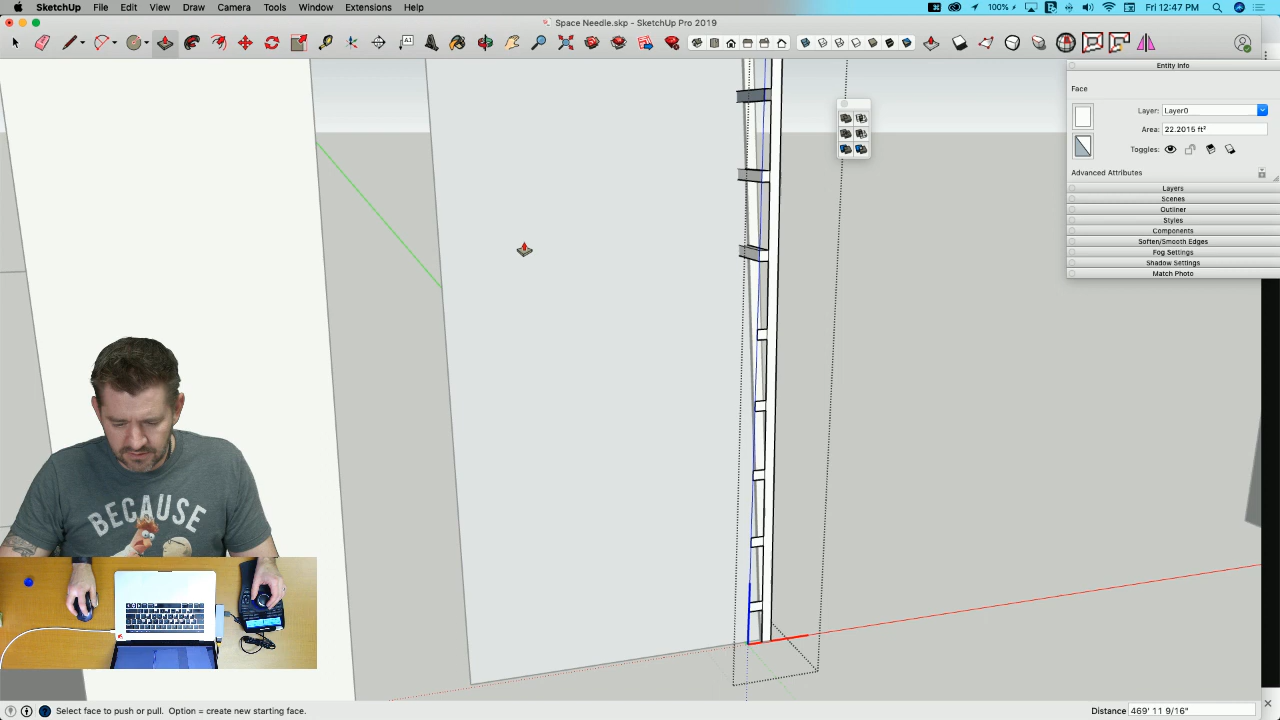 SketchUp File Edit View Draw Camera Tools Window Extensions Help
100% Fri 12:47 PM
Space Needle.skp - SketchUp Pro 2019
Entity Info
Face
Layer: Layer0
Area: 22.2015 ft²
Toggles:
Advanced Attributes
Layers
Scenes
Outliner
Styles
Components
Soften/Smooth Edges
Fog Settings
Shadow Settings
Match Photo
BECAUSE
Select face to push or pull. Option = create new starting face.
Distance 469' 11 9/16"